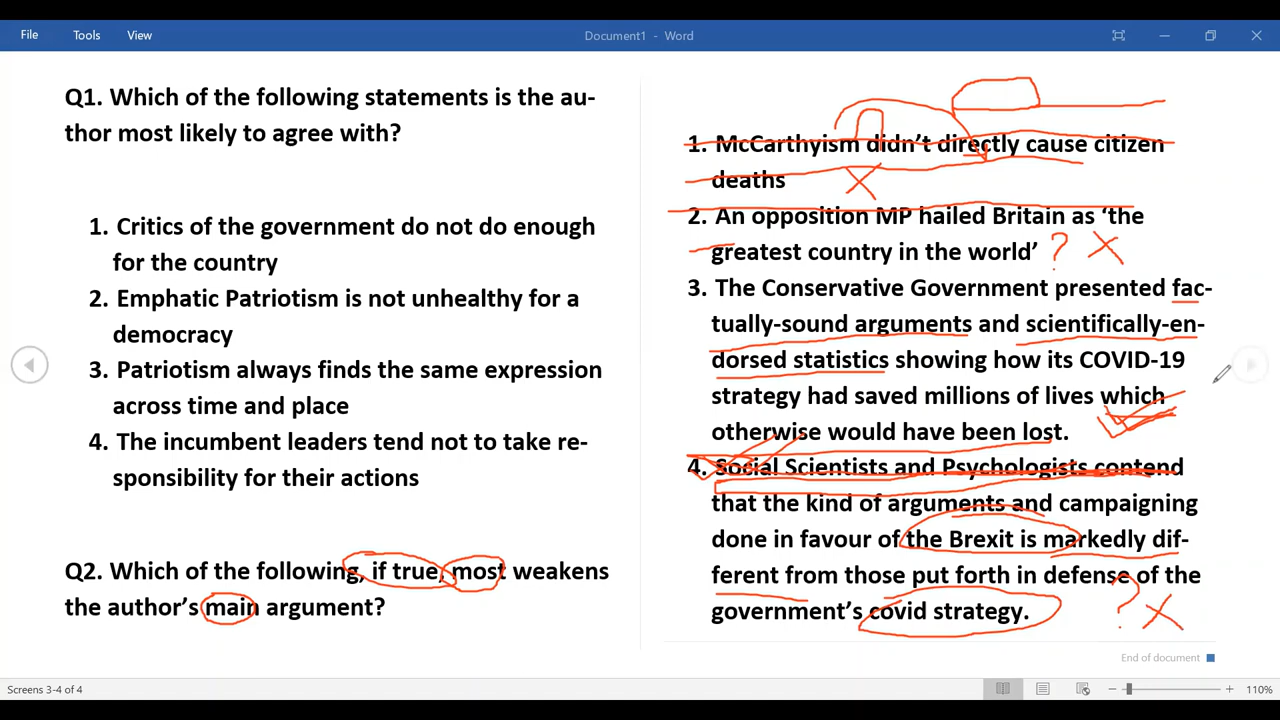 File Tools View Document1 - Word
Q1. Which of the following statements is the au-
thor most likely to agree with?
1. Critics of the government do not do enough
for the country
2. Emphatic Patriotism is not unhealthy for a
democracy
3. Patriotism always finds the same expression
across time and place
4. The incumbent leaders tend not to take re-
sponsibility for their actions
Q2. Which of the following, if true, most weakens
the author's main argument?
1. McCarthyism didn't directly cause citizen
deaths
2. An opposition MP hailed Britain as 'the
greatest country in the world' ? X
3. The Conservative Government presented fac-
tually-sound arguments and scientifically-en-
dorsed statistics showing how its COVID-19
strategy had saved millions of lives which
otherwise would have been lost.
4. Social Scientists and Psychologists contend
that the kind of arguments and campaigning
done in favour of the Brexit is markedly dif-
ferent from those put forth in defense of the
government's covid strategy. ? X
End of document
Screens 3-4 of 4 110%